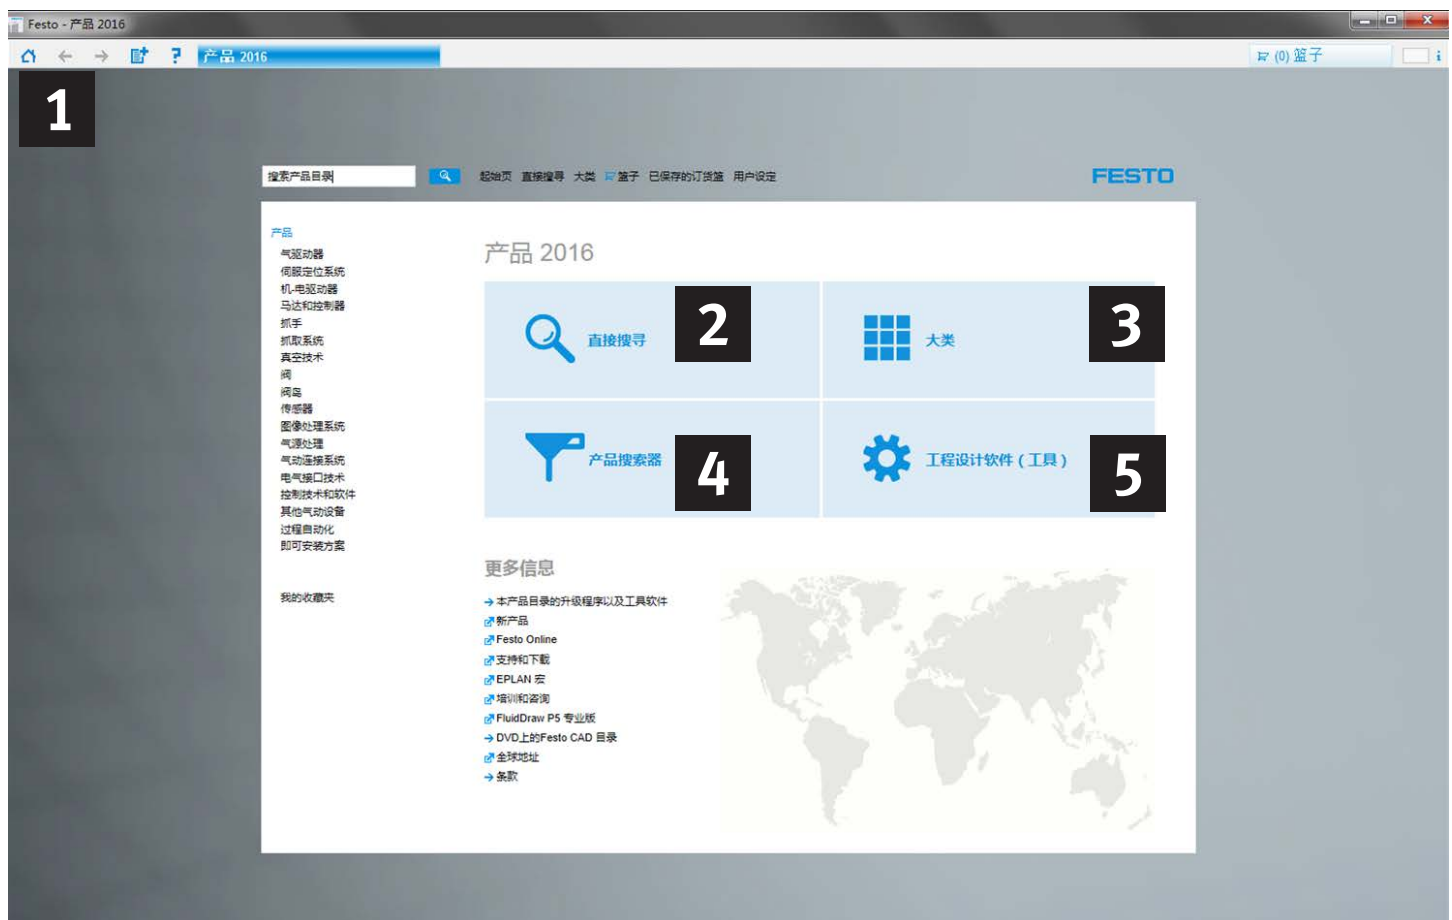 Festo - 产品 2016
产品 2016
(0) 篮子
i
1
搜索产品目录
起始页 直接搜寻 大类 篮子 已保存的订货篮 用户设定
FESTO
产品
气驱动器
伺服定位系统
机-电驱动器
马达和控制器
抓手
抓取系统
真空技术
阀
阀岛
传感器
图像处理系统
气源处理
气动连接系统
电气接口技术
控制技术和软件
其他气动设备
过程自动化
即可安装方案
我的收藏夹
产品 2016
直接搜寻
2
大类
3
产品搜索器
4
工程设计软件 ( 工具 )
5
更多信息
本产品目录的升级程序以及工具软件
新产品
Festo Online
支持和下载
EPLAN 宏
培训和咨询
FluidDraw P5 专业版
DVD上的Festo CAD 目录
全球地址
条款